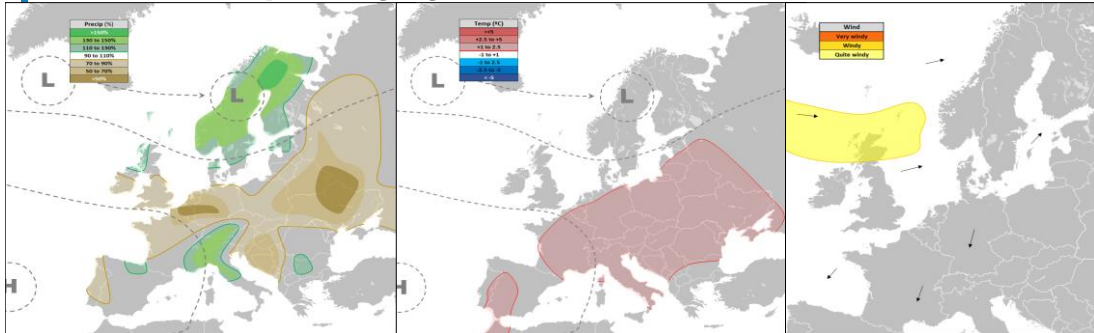 Precip (%)
>150%
130 to 150%
110 to 130%
90 to 110%
70 to 90%
50 to 70%
L
L
H
Temp (ºC)
>+5
+2.5 to +5
+1 to 2.5
-1 to +1
-1 to 2.5
-2.5 to -5
< -5
L
L
H
Wind
Very windy
Windy
Quite windy